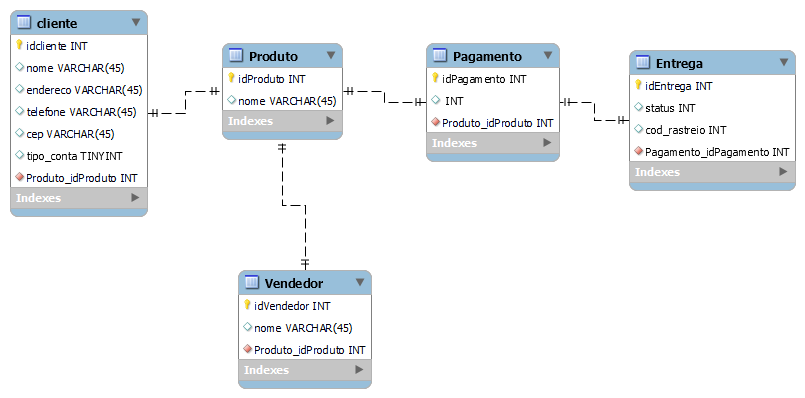 cliente
idcliente INT
nome VARCHAR(45)
endereco VARCHAR(45)
telefone VARCHAR(45)
cep VARCHAR(45)
tipo_conta TINYINT
Produto_idProduto INT
Indexes
Produto
idProduto INT
nome VARCHAR(45)
Indexes
Pagamento
idPagamento INT
INT
Produto_idProduto INT
Indexes
Entrega
idEntrega INT
status INT
cod_rastreio INT
Pagamento_idPagamento INT
Indexes
Vendedor
idVendedor INT
nome VARCHAR(45)
Produto_idProduto INT
Indexes